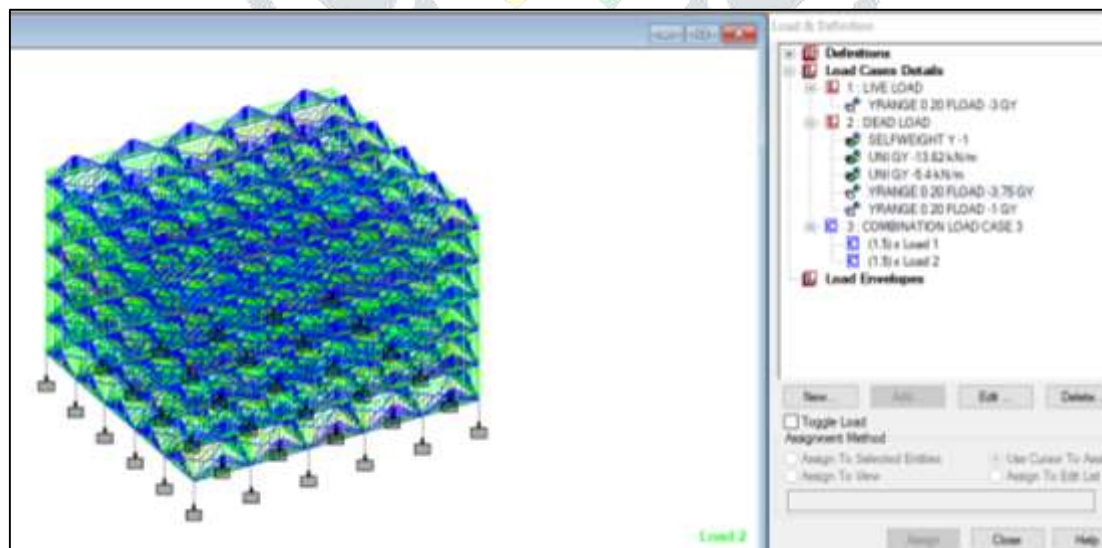 Load & Definition
Definitions
Load Cases Details
1 : LIVE LOAD
YRANGE 0 20 FLOAD -3 GY
2 : DEAD LOAD
SELFWEIGHT Y -1
UNI GY -13.62 kN/m
UNI GY -5.4 kN/m
YRANGE 0 20 FLOAD -3.75 GY
YRANGE 0 20 FLOAD -1 GY
3 : COMBINATION LOAD CASE 3
(1.5) x Load 1
(1.5) x Load 2
Load Envelopes
New... Add... Edit ... Delete...
Toggle Load
Assignment Method
Assign To Selected Entities Use Cursor To Ass
Assign To View Assign To Edit List
Assign Close Help
Load 2